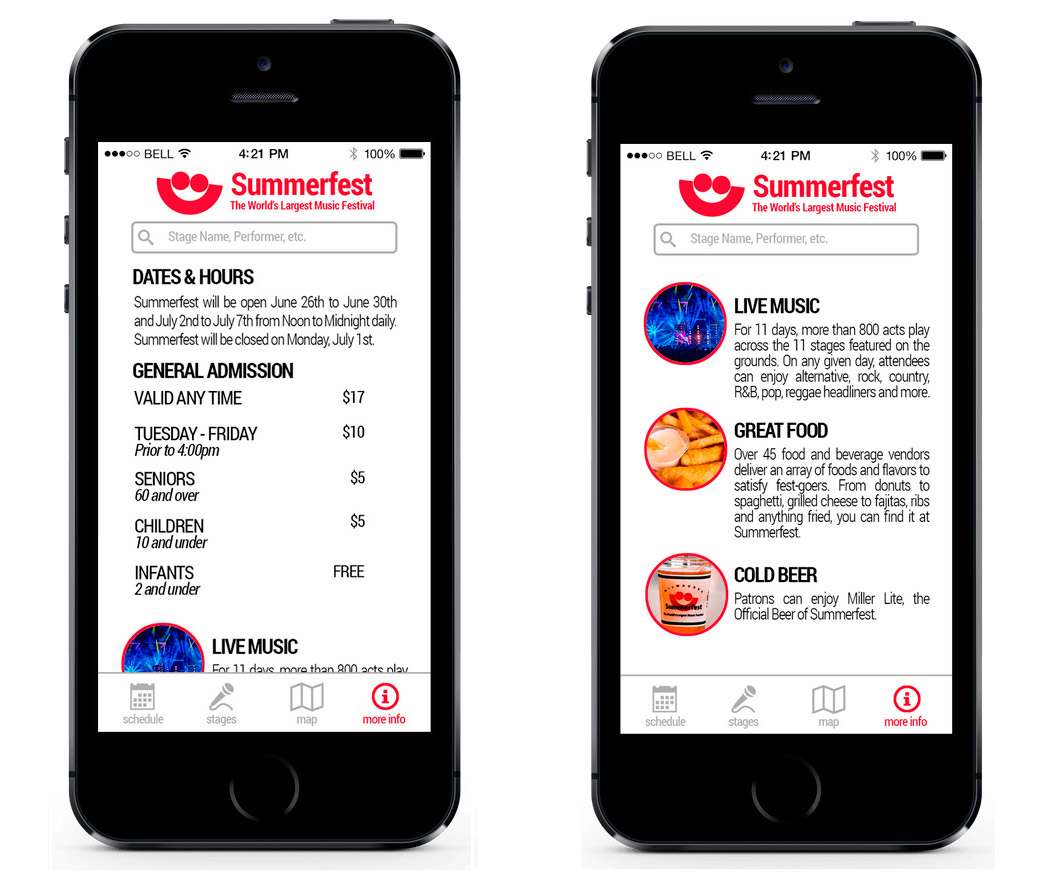 BELL 4:21 PM 100%
Summerfest
The World's Largest Music Festival
Stage Name, Performer, etc.
DATES & HOURS
Summerfest will be open June 26th to June 30th
and July 2nd to July 7th from Noon to Midnight daily.
Summerfest will be closed on Monday, July 1st.
GENERAL ADMISSION
VALID ANY TIME $17
TUESDAY - FRIDAY $10
Prior to 4:00pm
SENIORS $5
60 and over
CHILDREN $5
10 and under
INFANTS FREE
2 and under
LIVE MUSIC
For 11 days, more than 800 acts play
schedule stages map more info
BELL 4:21 PM 100%
Summerfest
The World's Largest Music Festival
Stage Name, Performer, etc.
LIVE MUSIC
For 11 days, more than 800 acts play
across the 11 stages featured on the
grounds. On any given day, attendees
can enjoy alternative, rock, country,
R&B, pop, reggae headliners and more.
GREAT FOOD
Over 45 food and beverage vendors
deliver an array of foods and flavors to
satisfy fest-goers. From donuts to
spaghetti, grilled cheese to fajitas, ribs
and anything fried, you can find it at
Summerfest.
MILWAUKEE
Summerfest
The World's Largest Music Festival
COLD BEER
Patrons can enjoy Miller Lite, the
Official Beer of Summerfest.
schedule stages map more info